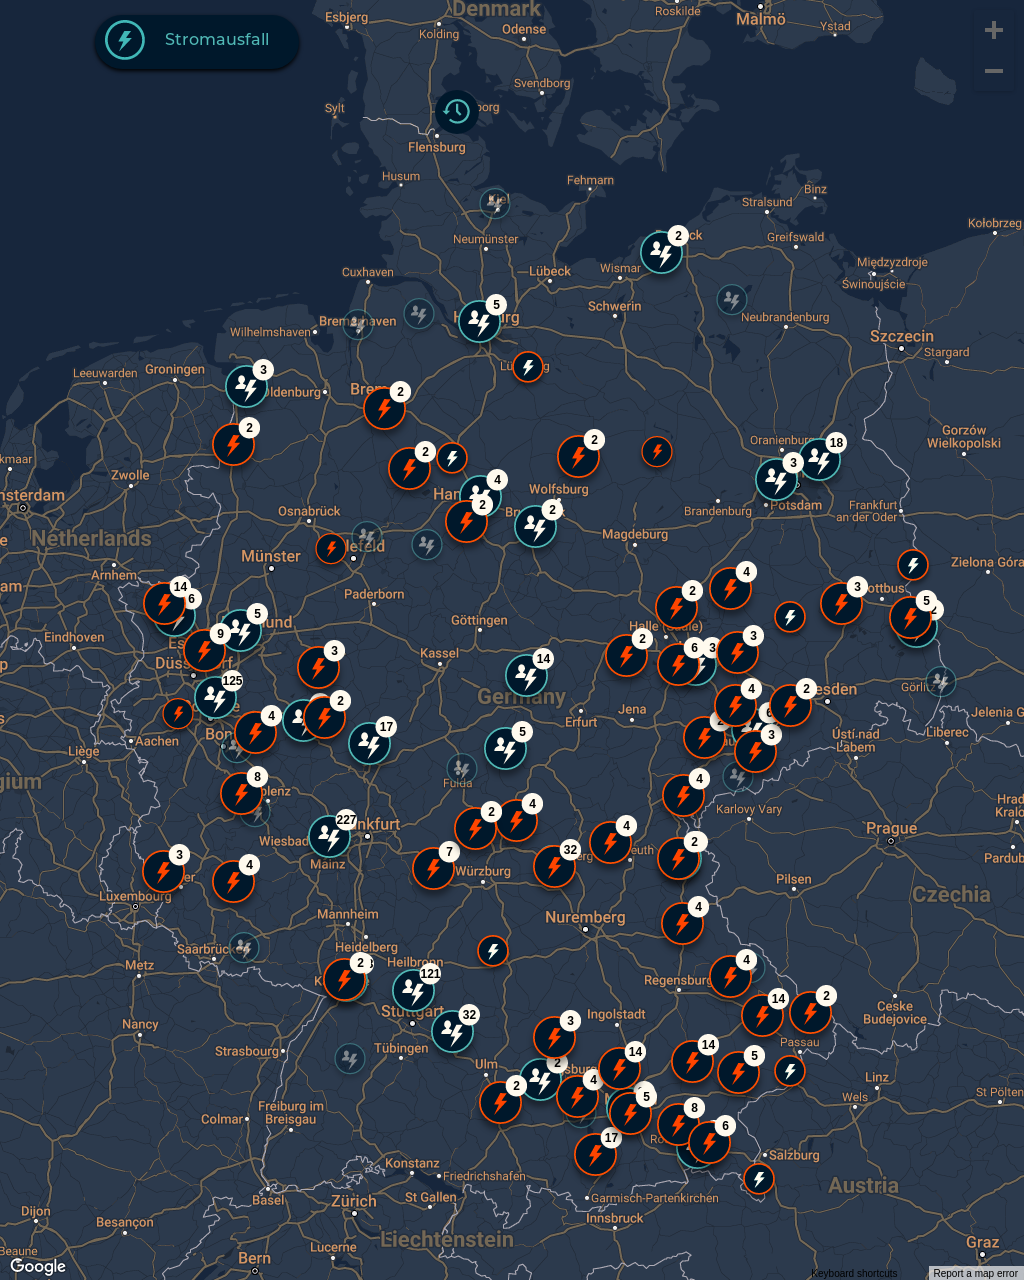 Denmark
Esbjerg
Roskilde
Malmö
Kolding
Odense
Ystad
Stromausfall
Svendborg
Sylt
borg
Flensburg
Husum
Fehmarn
Binz
Kiel
Stralsund
Kołobrzeg
2
Neumünster
Greifswald
Międzyzdroje
Cuxhaven
Lübeck
Wismar
Świnoujście
5
Schwerin
Bremerhaven
Neubrandenburg
Wilhelmshaven
Szczecin
Stargard
3
Groningen
Leeuwarden
Oldenburg
2
2
Gorzów
Wielkopolski
2
2
Oranienburg
18
3
Zwolle
4
Wolfsburg
Amsterdam
2
2
Potsdam
Osnabrück
Brandenburg
Frankfurt
an der Oder
Netherlands
Magdeburg
Münster
Zielona Góra
Arnhem
4
14
6
2
3
Cottbus
5
2
Paderborn
5
Göttingen
Halle (Saale)
9
3
Eindhoven
2
6
3
Kassel
3
14
Düsseldorf
125
Görlitz
4
2
Dresden
Germany
2
Erfurt
Jena
Jelenia G
4
17
5
3
Aachen
Bonn
Ústí nad
Labem
Liberec
Liège
8
Fulda
4
Karlovy Vary
2
4
227
4
Prague
Wiesbaden
Frankfurt
2
7
32
3
Mainz
4
Würzburg
Pilsen
Luxembourg
Czechia
4
Mannheim
Nuremberg
Heidelberg
Saarbrücken
2
Heilbronn
4
Metz
121
Regensburg
14
2
Ceske
Budejovice
Stuttgart
32
3
Ingolstadt
Nancy
Passau
Strasbourg
Tübingen
14
14
5
Ulm
2
4
Linz
2
5
8
Wels
St Pölten
Colmar
Freiburg im
Breisgau
6
17
Salzburg
Konstanz
Friedrichshafen
Austria
Basel
Zürich
St Gallen
Garmisch-Partenkirchen
Dijon
Besançon
Innsbruck
Liechtenstein
Lucerne
Graz
Beaune
Bern
Google
Keyboard shortcuts
Report a map error